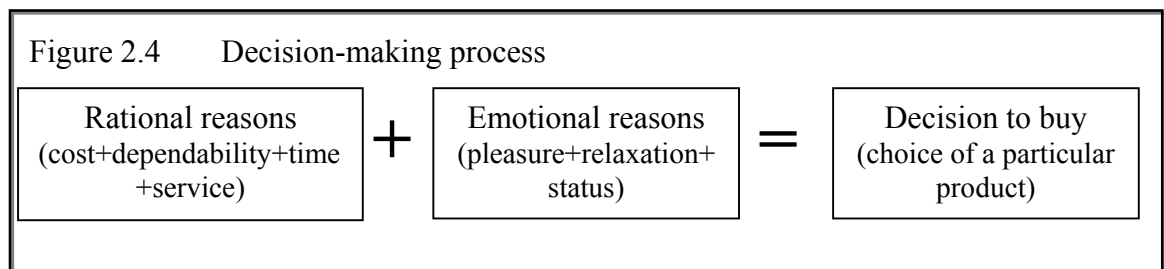 Figure 2.4 Decision-making process
Rational reasons
(cost+dependability+time
+service)
+
Emotional reasons
(pleasure+relaxation+
status)
=
Decision to buy
(choice of a particular
product)